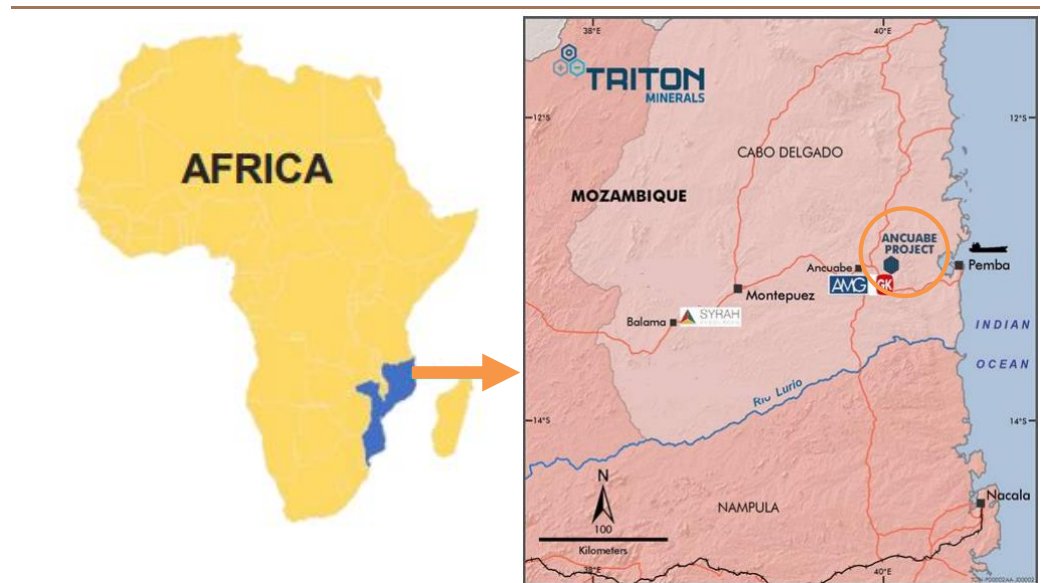 AFRICA
38°E
40°E
TRITON
MINERALS
12°S
12°S
CABO DELGADO
MOZAMBIQUE
ANCUABE
PROJECT
Ancuabe
Pemba
AMG
GK
Montepuez
Balama
SYRAH
INDIAN
OCEAN
Rio Lurio
14°S
14°S
N
NAMPULA
Nacala
100
Kilometers
38°E
40°E